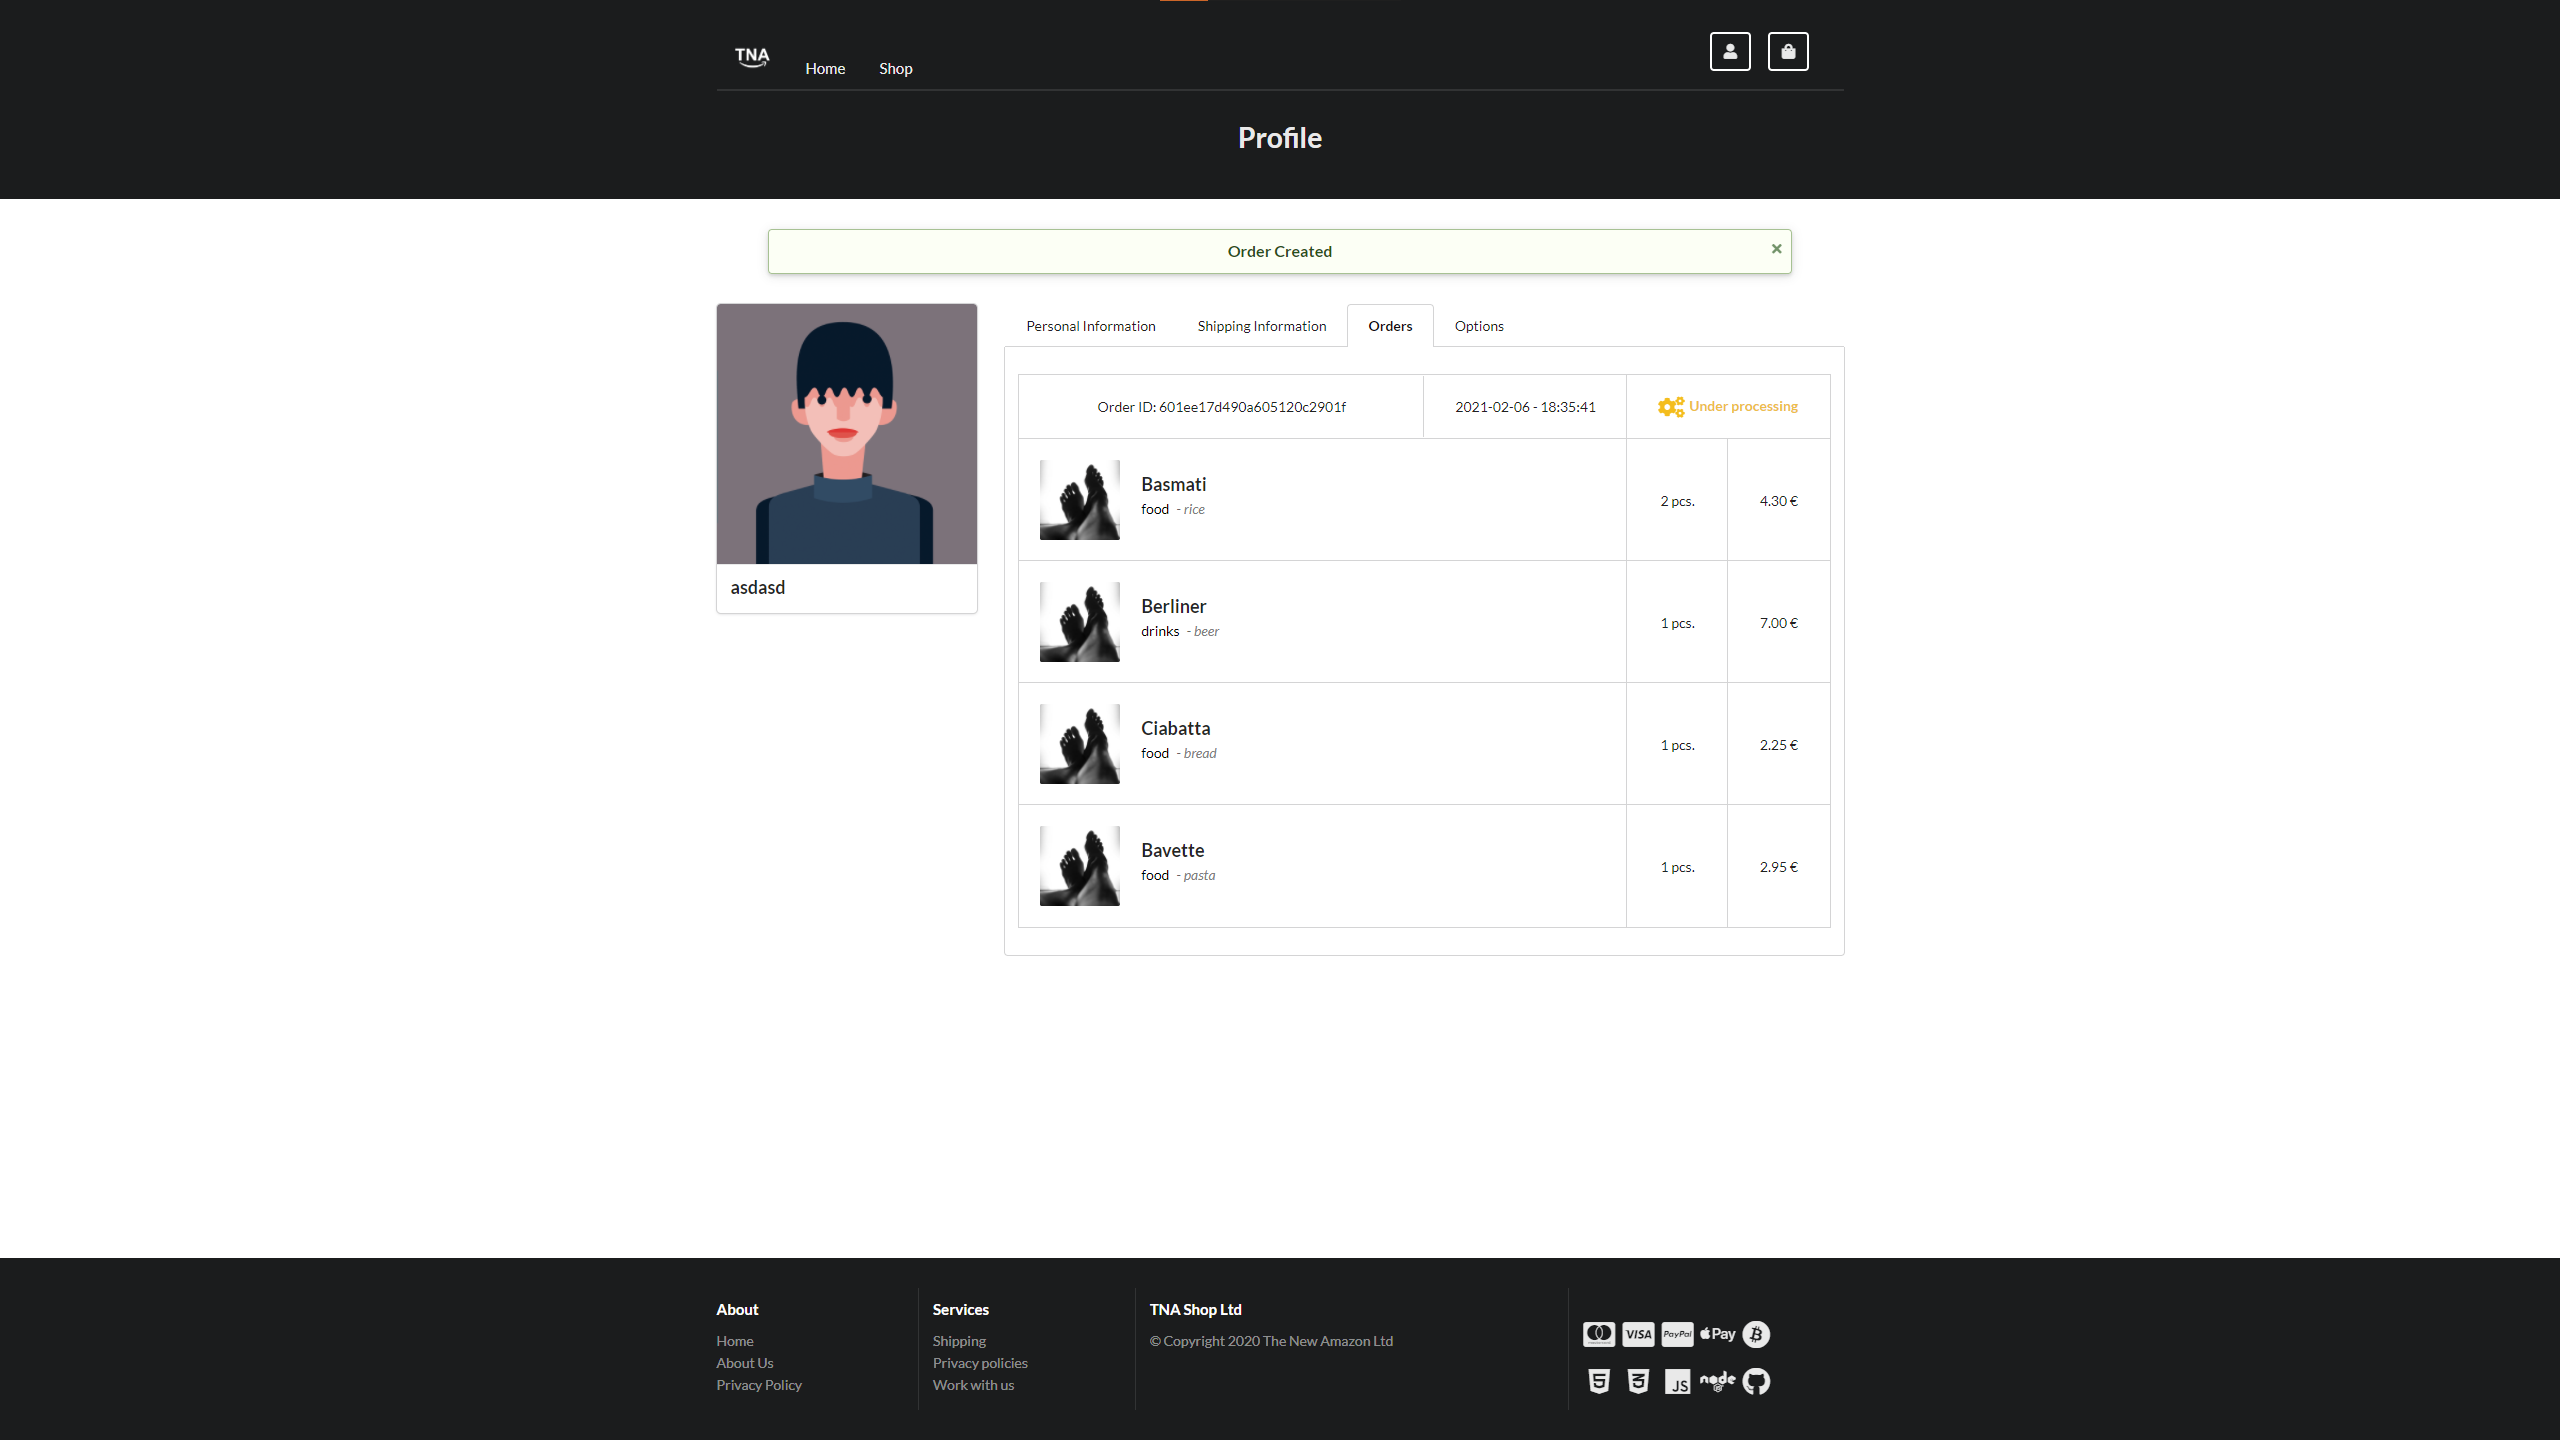 TNA
Home
Shop
Profile
Order Created
asdasd
Personal Information
Shipping Information
Orders
Options
Order ID: 601ee17d490a605120c2901f
2021-02-06 - 18:35:41
Under processing
Basmati
food - rice
2 pcs.
4.30 €
Berliner
drinks - beer
1 pcs.
7.00 €
Ciabatta
food - bread
1 pcs.
2.25 €
Bavette
food - pasta
1 pcs.
2.95 €
About
Home
About Us
Privacy Policy
Services
Shipping
Privacy policies
Work with us
TNA Shop Ltd
© Copyright 2020 The New Amazon Ltd
VISA
PayPal
Pay
JS
node